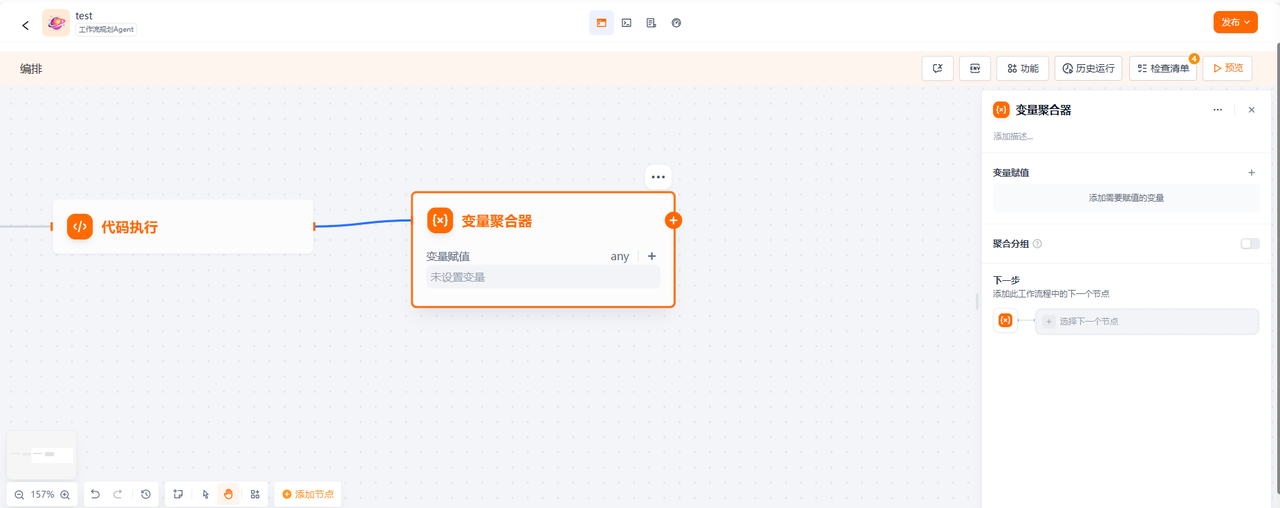 test
工作流规划Agent
发布
编排
ENV
功能
历史运行
检查清单
4
预览
代码执行
变量聚合器
变量赋值
any
未设置变量
变量聚合器
添加描述...
变量赋值
添加需要赋值的变量
聚合分组
下一步
添加此工作流程中的下一个节点
选择下一个节点
157%
添加节点